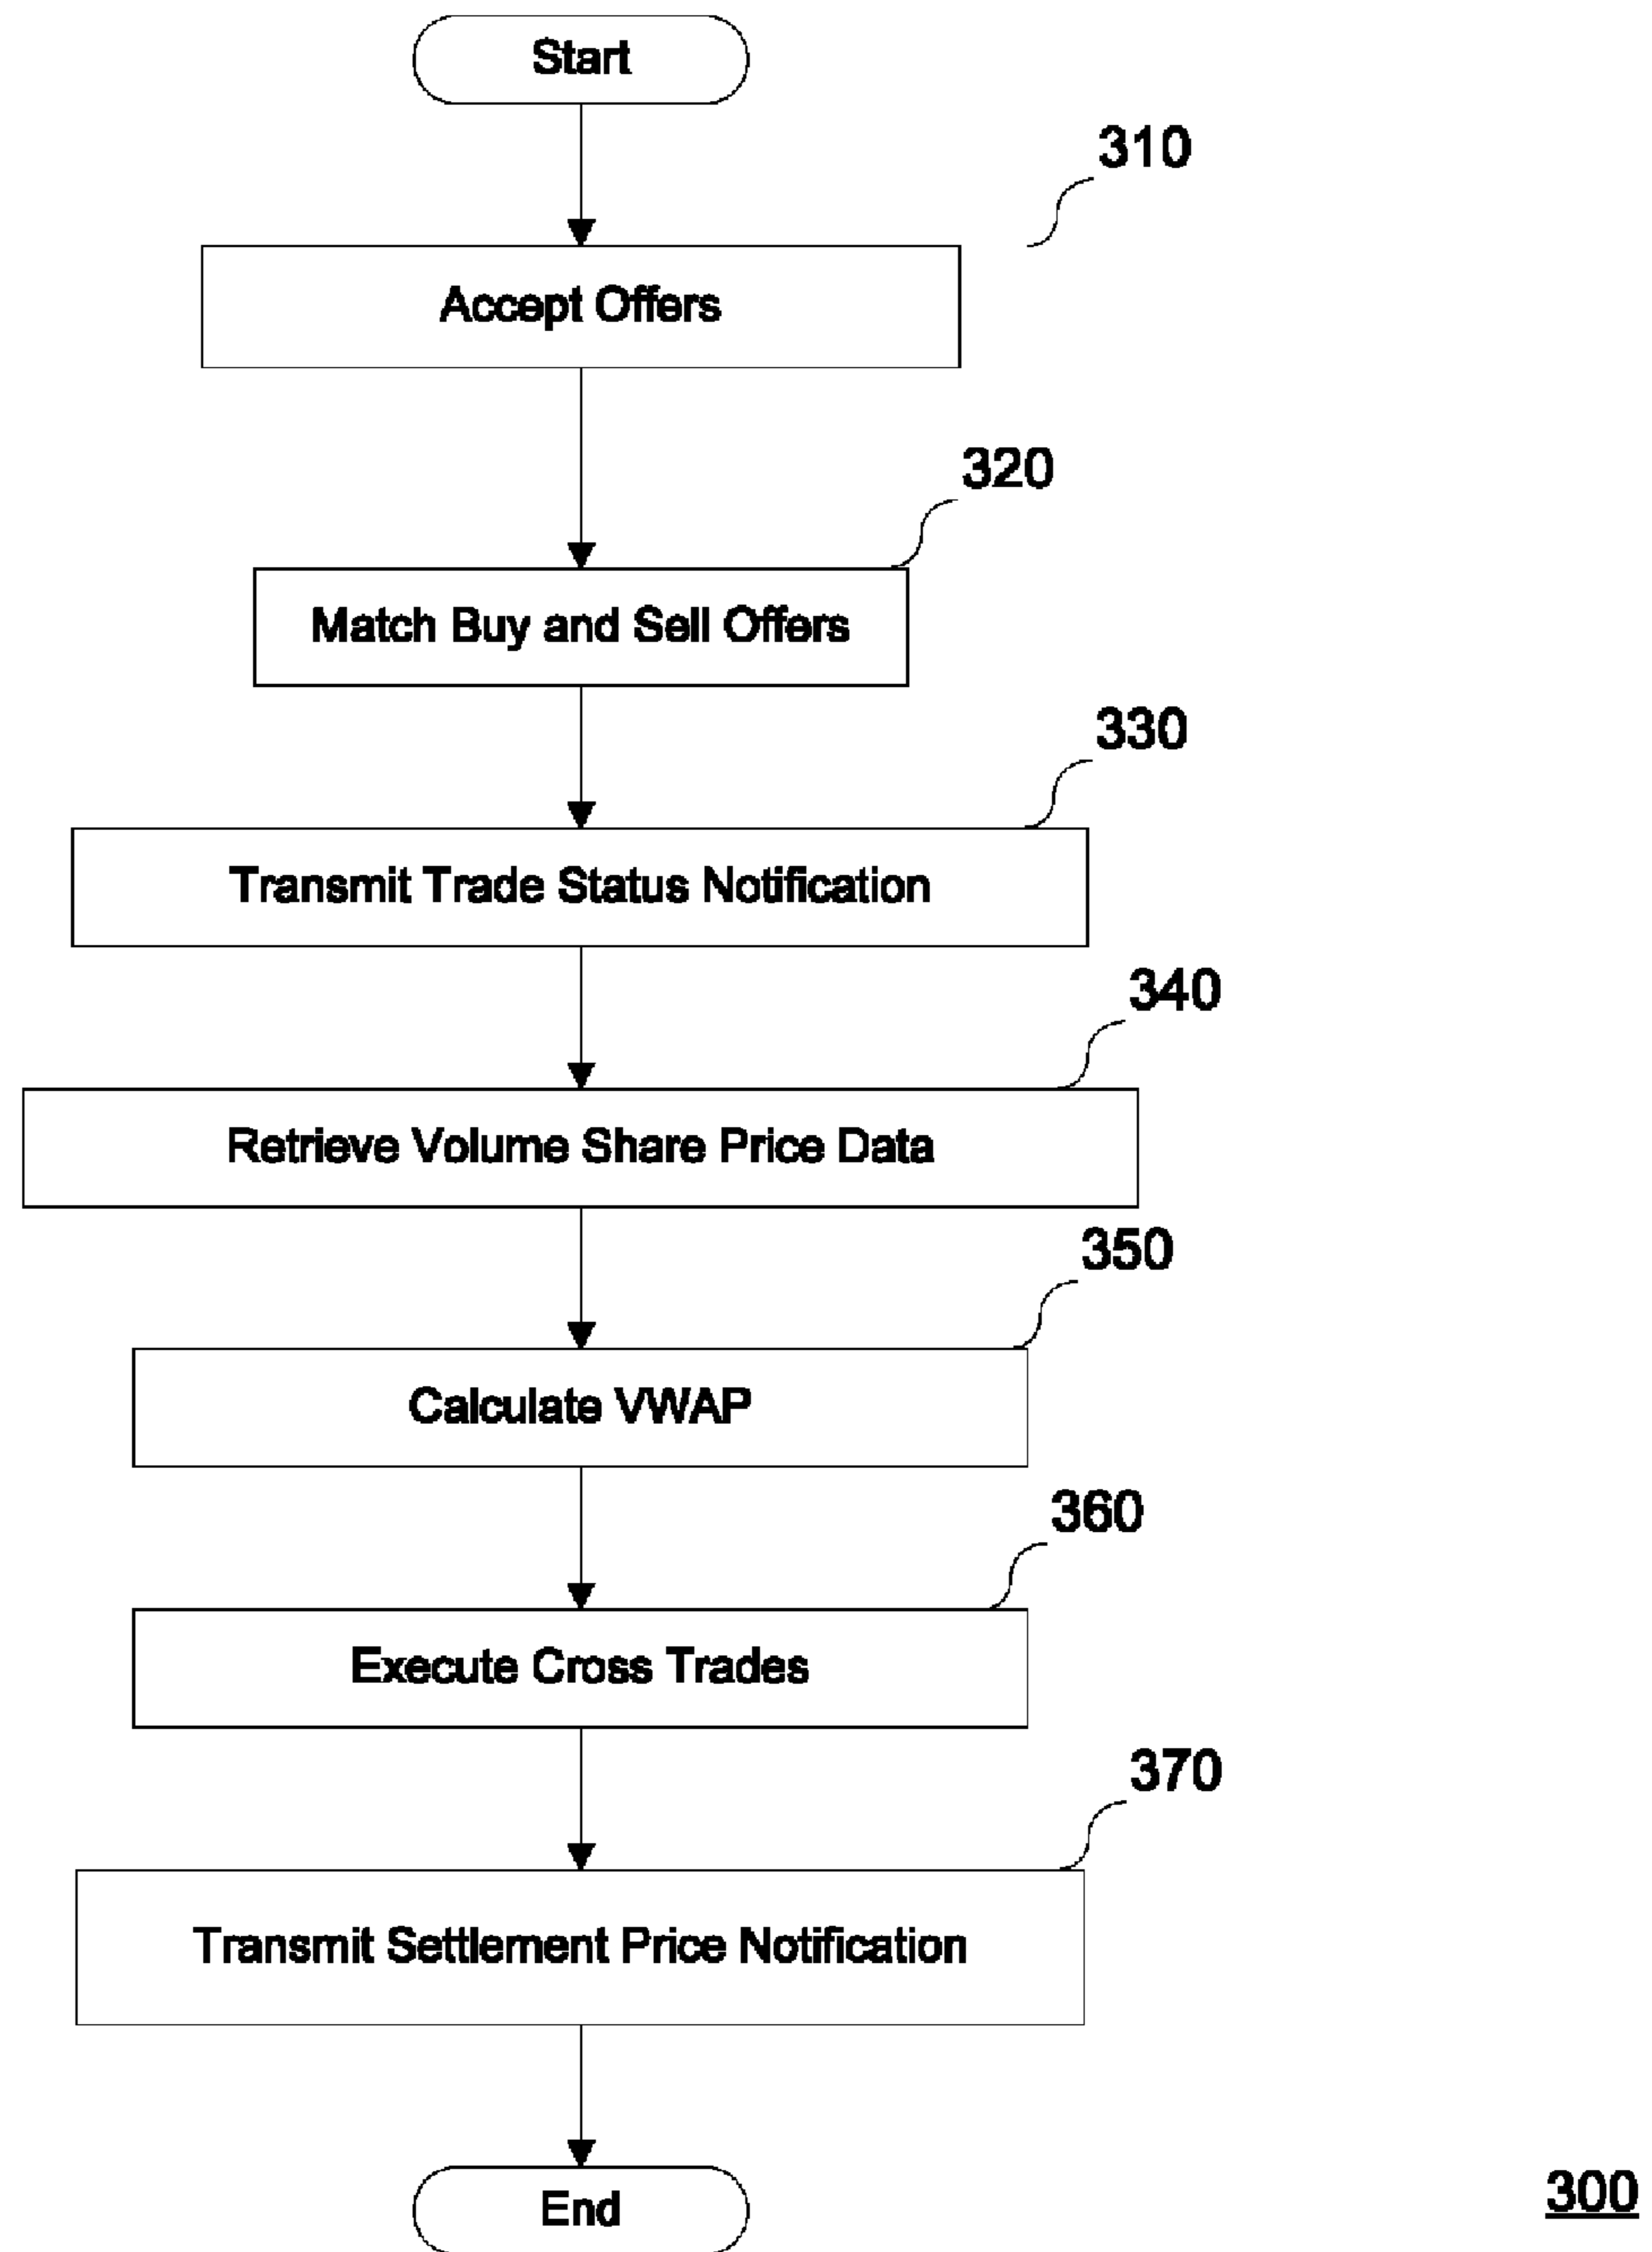 Start
310
Accept Offers
320
Match Buy and Sell Offers
330
Transmit Trade Status Notification
340
Retrieve Volume Share Price Data
350
Calculate VWAP
360
Execute Cross Trades
370
Transmit Settlement Price Notification
End
300